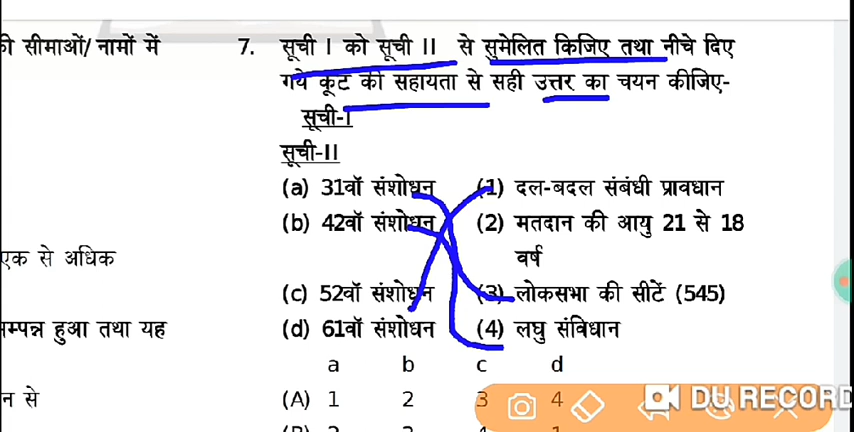 की सीमाओं/ नामों में
7. सूची I को सूची II से सुमेलित किजिए तथा नीचे दिए
गये कूट की सहायता से सही उत्तर का चयन कीजिए-
सूची-I
सूची-II
(a) 31वॉ संशोधन (1) दल-बदल संबंधी प्रावधान
(b) 42वॉ संशोधन (2) मतदान की आयु 21 से 18
वर्ष
एक से अधिक
(c) 52वॉ संशोधन (3) लोकसभा की सीटें (545)
म्पन्न हुआ तथा यह
(d) 61वॉ संशोधन (4) लघु संविधान
a b c d
न से
(A) 1 2 3 4
DU RECORD